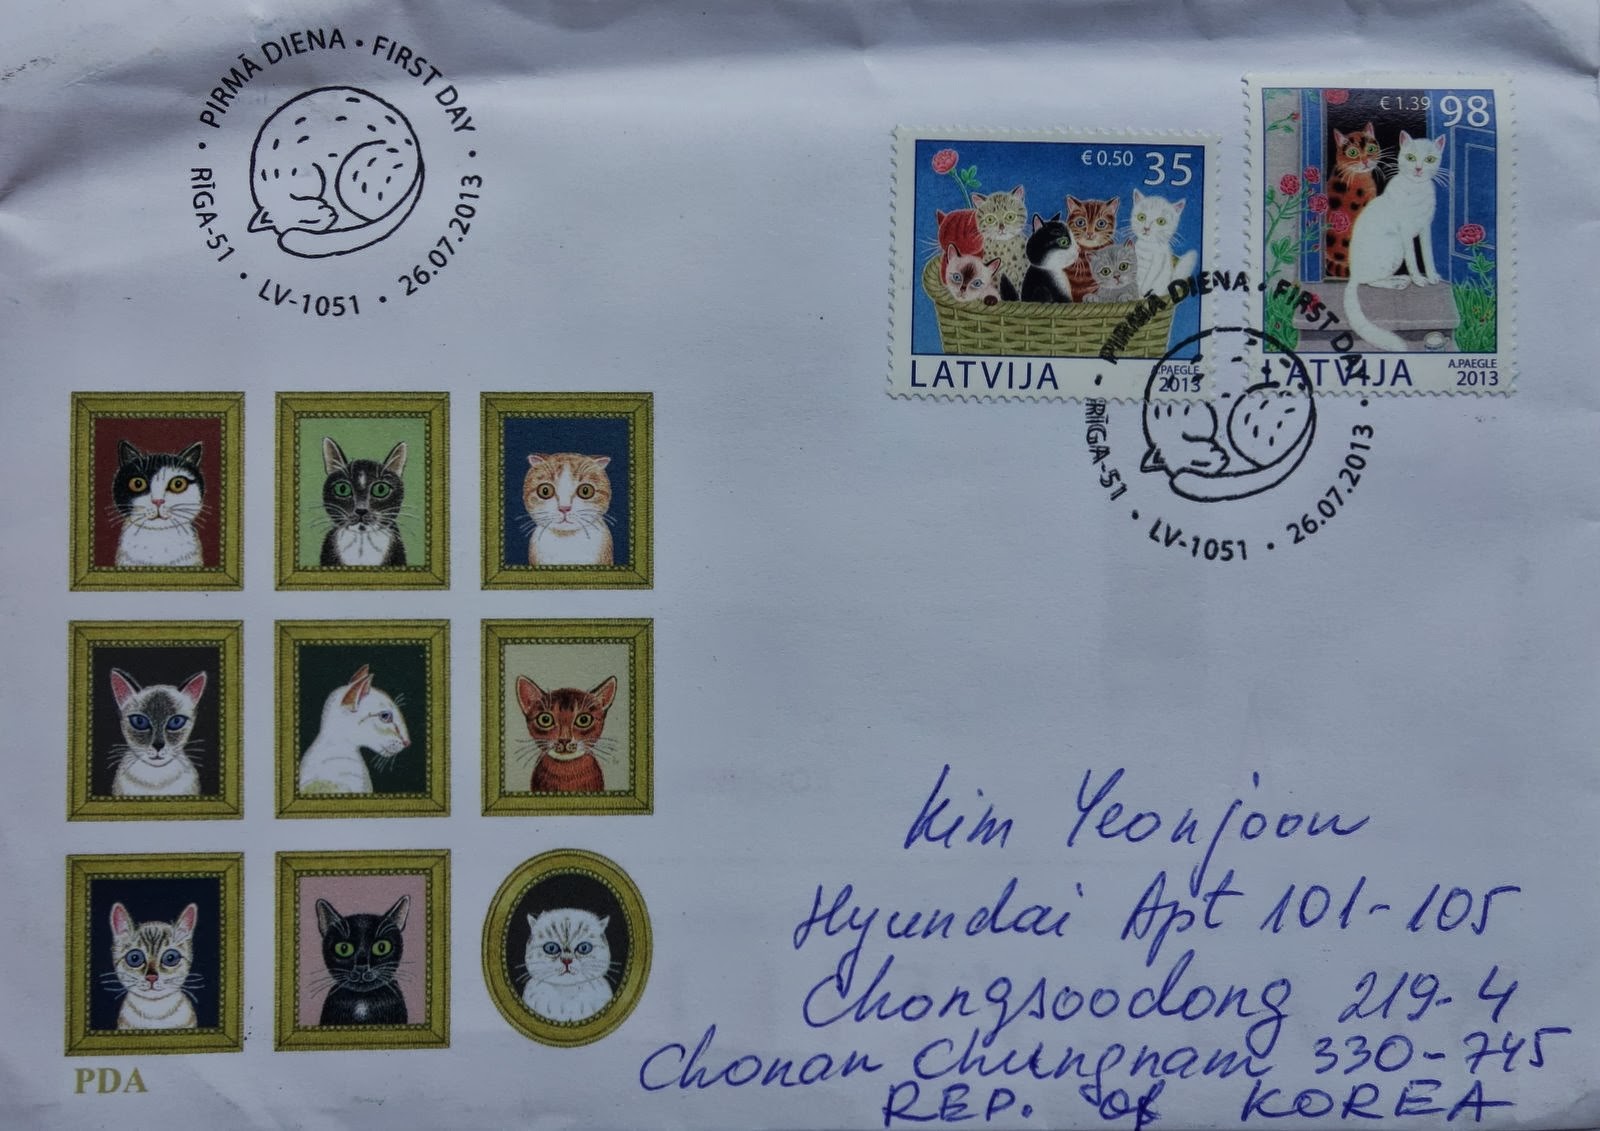 PIRMĀ DIENA • FIRST DAY •
RĪGA-51 • LV-1051 • 26.07.2013
€ 0.50 35
LATVIJA
A.PAEGLE
2013
€ 1.39 98
LATVIJA
A.PAEGLE
2013
PIRMĀ DIENA • FIRST DAY •
RĪGA-51 • LV-1051 • 26.07.2013
Kim Yeonjoon
Hyundai Apt 101-105
Chongsoodong 219-4
Chonan Chungnam 330-745
REP. of KOREA
PDA